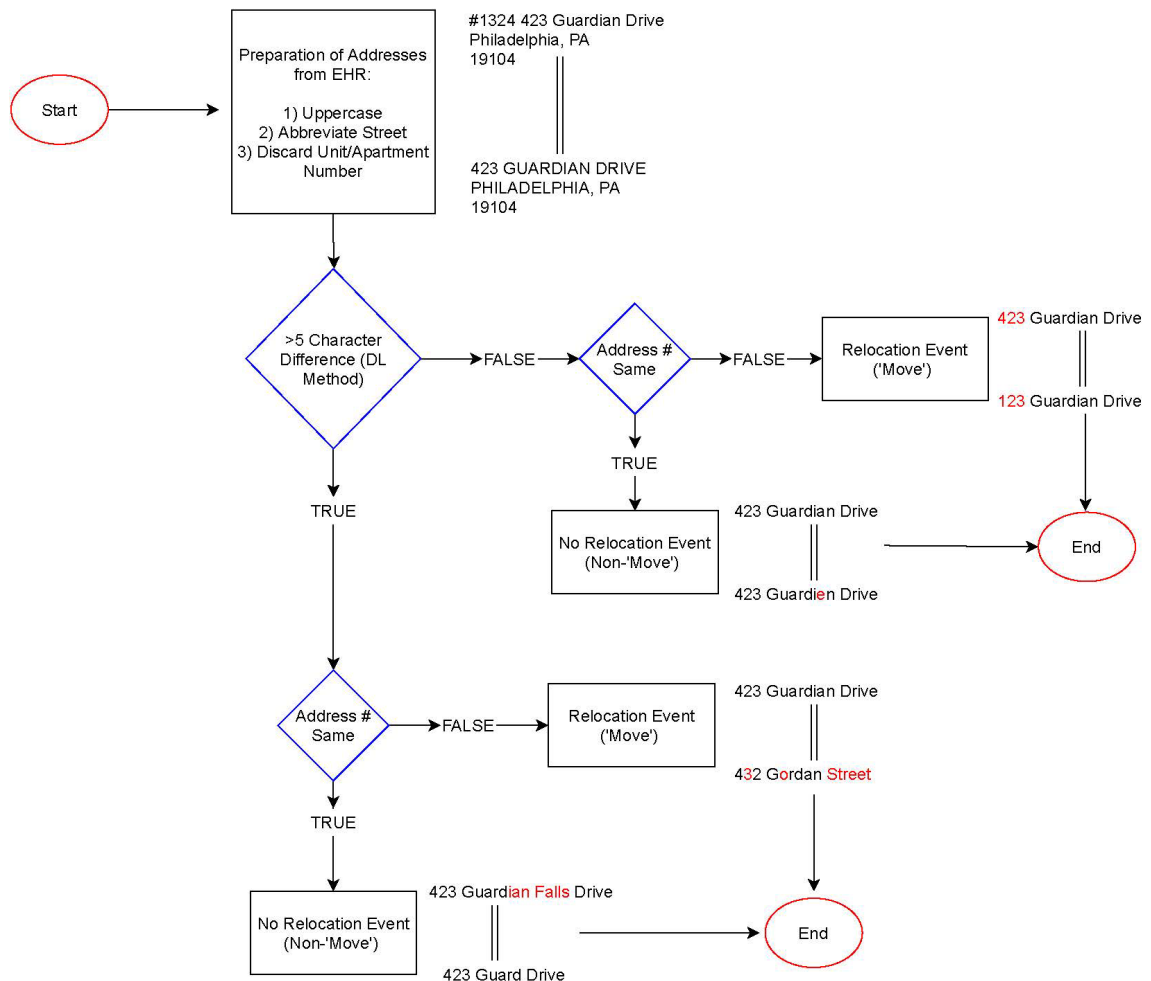 Start
Preparation of Addresses
from EHR:
1) Uppercase
2) Abbreviate Street
3) Discard Unit/Apartment
Number
#1324 423 Guardian Drive
Philadelphia, PA
19104
423 GUARDIAN DRIVE
PHILADELPHIA, PA
19104
>5 Character
Difference (DL
Method)
FALSE
Address #
Same
FALSE
Relocation Event
('Move')
423 Guardian Drive
123 Guardian Drive
TRUE
TRUE
No Relocation Event
(Non-'Move')
423 Guardian Drive
423 Guardien Drive
End
Address #
Same
FALSE
Relocation Event
('Move')
423 Guardian Drive
432 Gordan Street
TRUE
No Relocation Event
(Non-'Move')
423 Guardian Falls Drive
423 Guard Drive
End